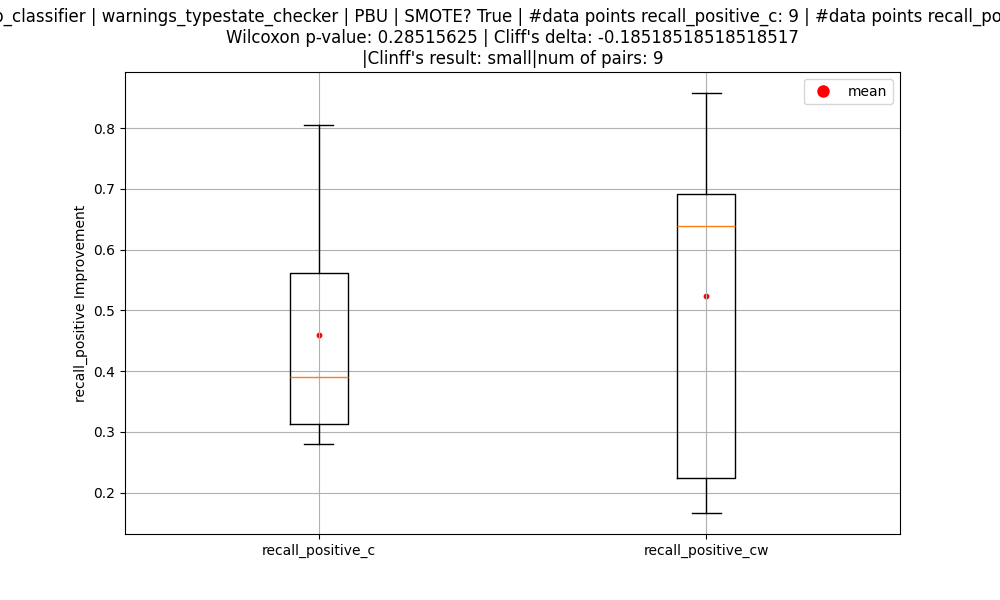 _classifier | warnings_typestate_checker | PBU | SMOTE? True | #data points recall_positive_c: 9 | #data points recall_po
Wilcoxon p-value: 0.28515625 | Cliff's delta: -0.18518518518518517
|Clinff's result: small|num of pairs: 9
mean
0.8
0.7
0.6
0.5
0.4
0.3
0.2
recall_positive Improvement
recall_positive_c
recall_positive_cw